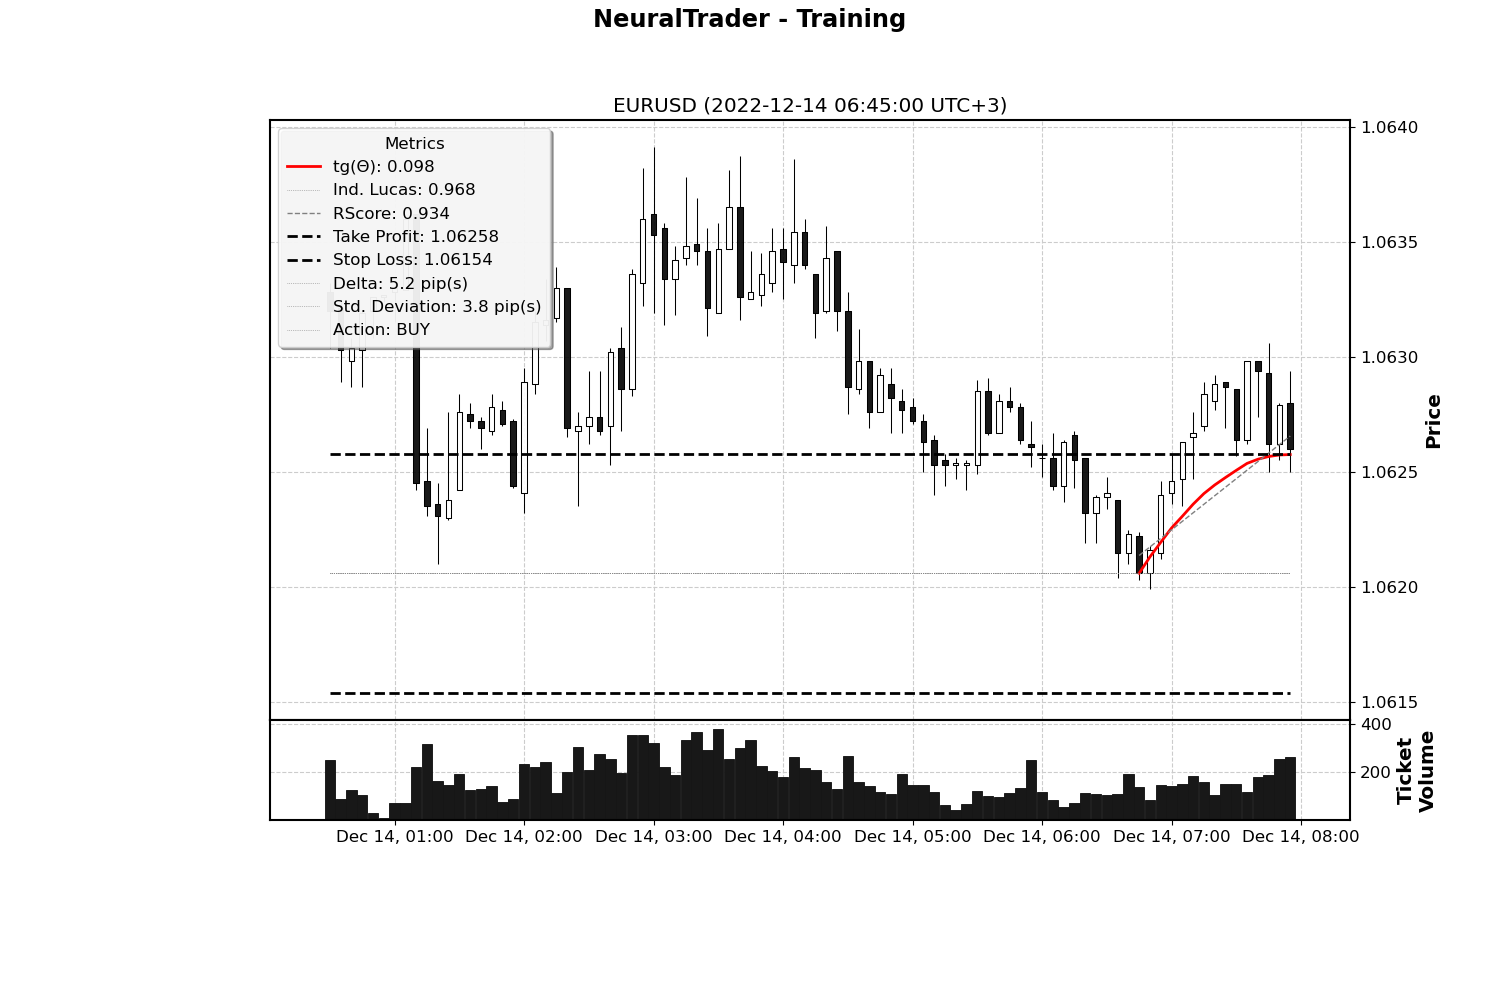 NeuralTrader - Training
EURUSD (2022-12-14 06:45:00 UTC+3)
Metrics
tg(Θ): 0.098
Ind. Lucas: 0.968
RScore: 0.934
Take Profit: 1.06258
Stop Loss: 1.06154
Delta: 5.2 pip(s)
Std. Deviation: 3.8 pip(s)
Action: BUY
1.0640
1.0635
1.0630
1.0625
1.0620
1.0615
Price
400
200
Ticket
Volume
Dec 14, 01:00
Dec 14, 02:00
Dec 14, 03:00
Dec 14, 04:00
Dec 14, 05:00
Dec 14, 06:00
Dec 14, 07:00
Dec 14, 08:00